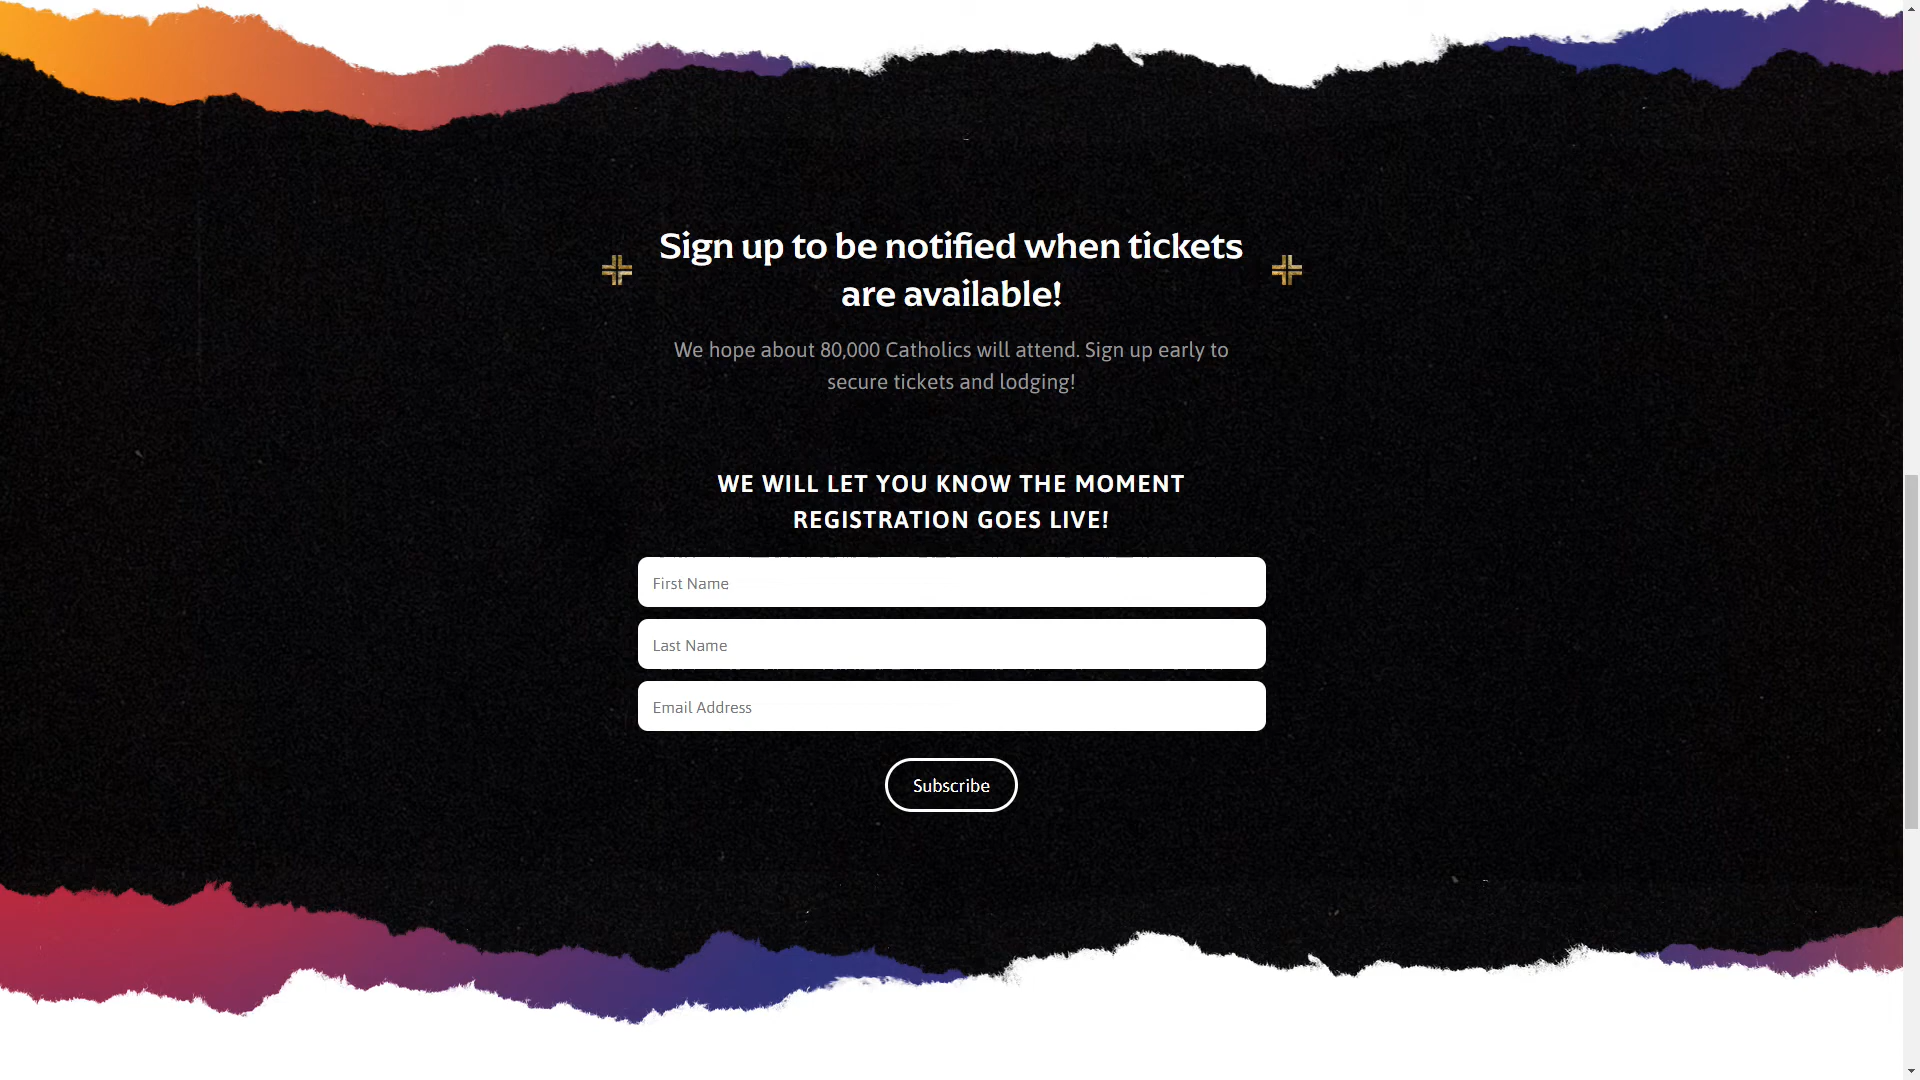 Sign up to be notified when tickets
are available!
We hope about 80,000 Catholics will attend. Sign up early to
secure tickets and lodging!
WE WILL LET YOU KNOW THE MOMENT
REGISTRATION GOES LIVE!
First Name
Last Name
Email Address
Subscribe